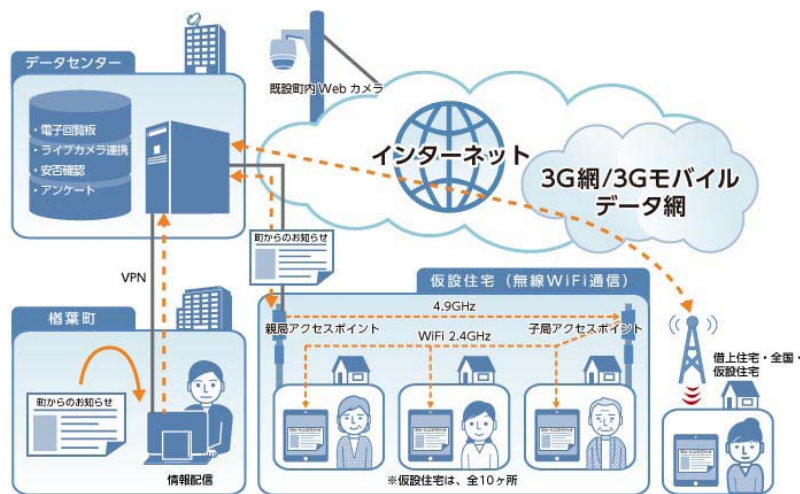 データセンター
・電子回覧板
・ライブカメラ連携
・安否確認
・アンケート
既設町内Webカメラ
インターネット
3G網/3Gモバイル
データ網
町からのお知らせ
VPN
楢葉町
町からのお知らせ
情報配信
仮設住宅(無線WiFi通信)
4.9GHz
親局アクセスポイント
子局アクセスポイント
WiFi 2.4GHz
※仮設住宅は、全10ヶ所
借上住宅・全国・
仮設住宅